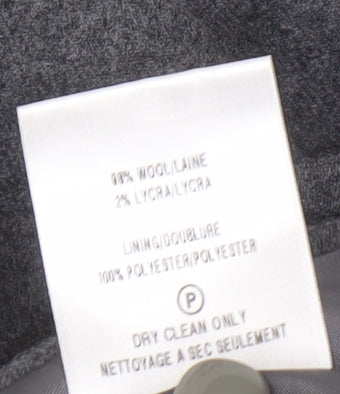 98% WOOL/LAINE
2% LYCRA/LYCRA
LINING/DOUBLURE
100% POLYESTER/POLYESTER
P
DRY CLEAN ONLY
NETTOYAGE A SEC SEULEMENT